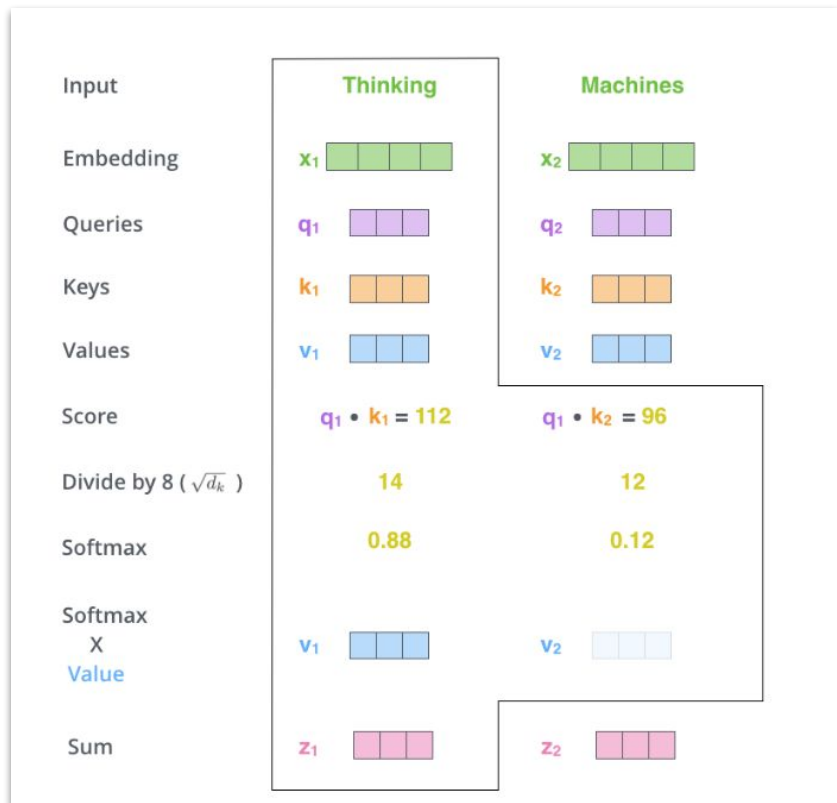 Input Thinking Machines
Embedding x₁ x₂
Queries q₁ q₂
Keys k₁ k₂
Values v₁ v₂
Score q₁ • k₁ = 112 q₁ • k₂ = 96
Divide by 8 ( √dₖ ) 14 12
Softmax 0.88 0.12
Softmax
X v₁ v₂
Value
Sum z₁ z₂